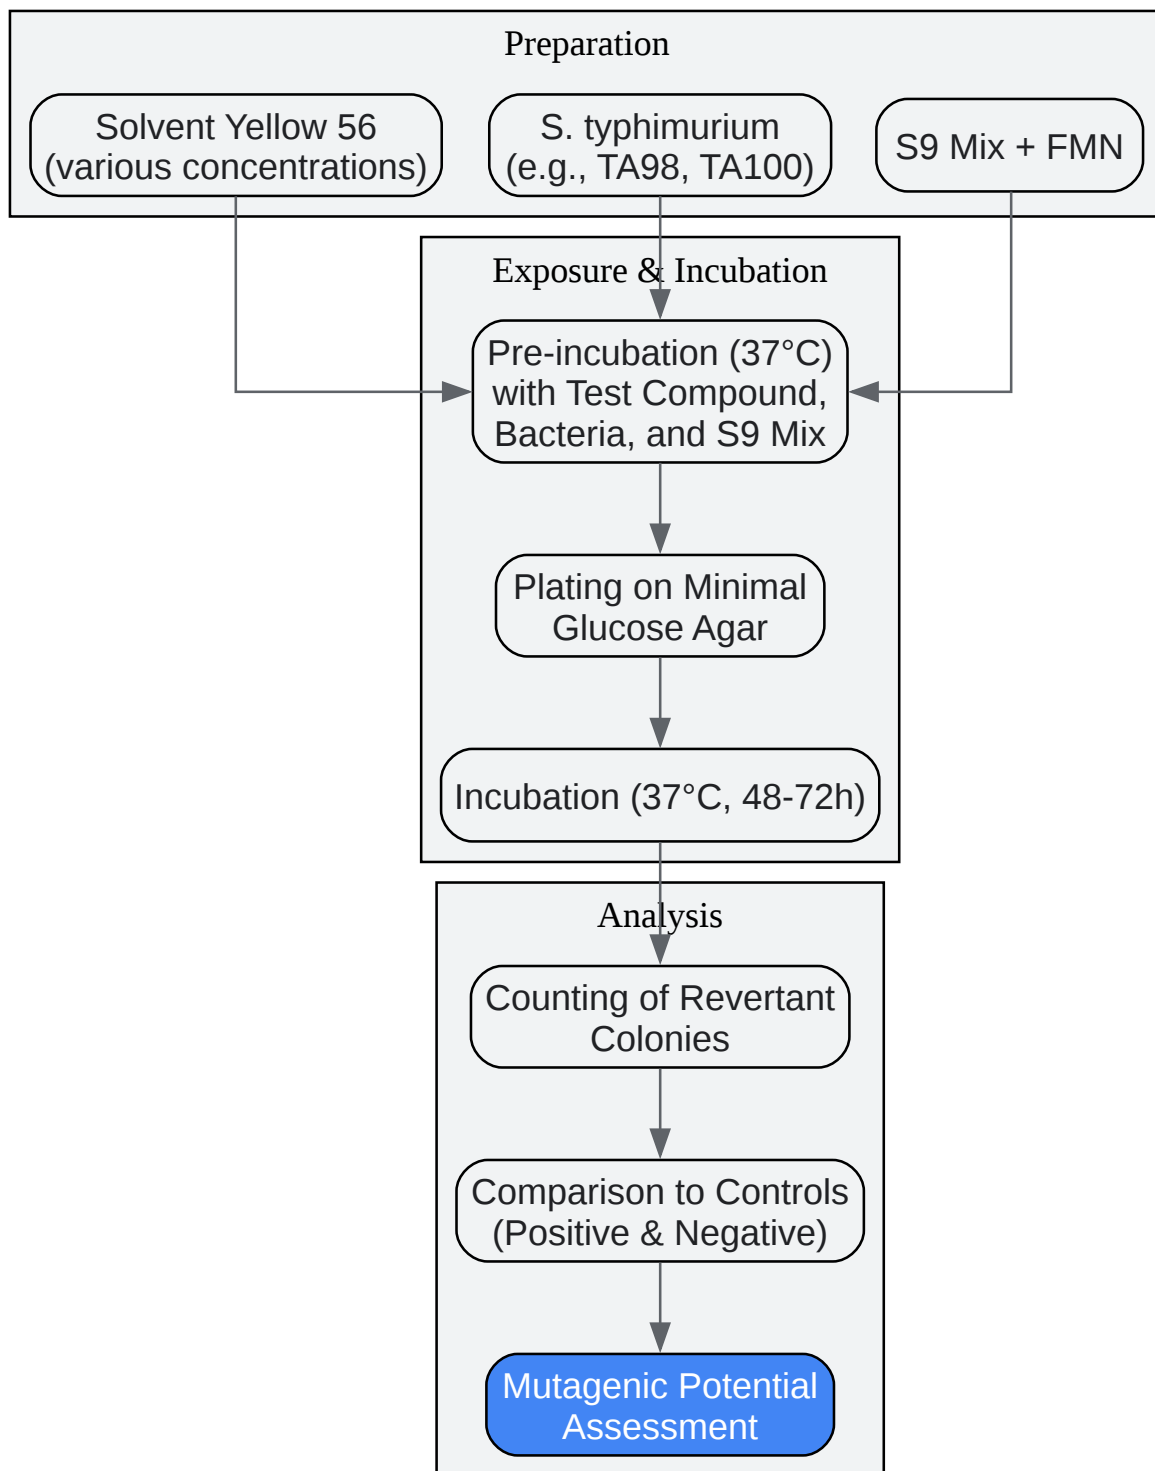 Preparation
Solvent Yellow 56
(various concentrations)
S. typhimurium
(e.g., TA98, TA100)
S9 Mix + FMN
Exposure & Incubation
Pre-incubation (37°C)
with Test Compound,
Bacteria, and S9 Mix
Plating on Minimal
Glucose Agar
Incubation (37°C, 48-72h)
Analysis
Counting of Revertant
Colonies
Comparison to Controls
(Positive & Negative)
Mutagenic Potential
Assessment